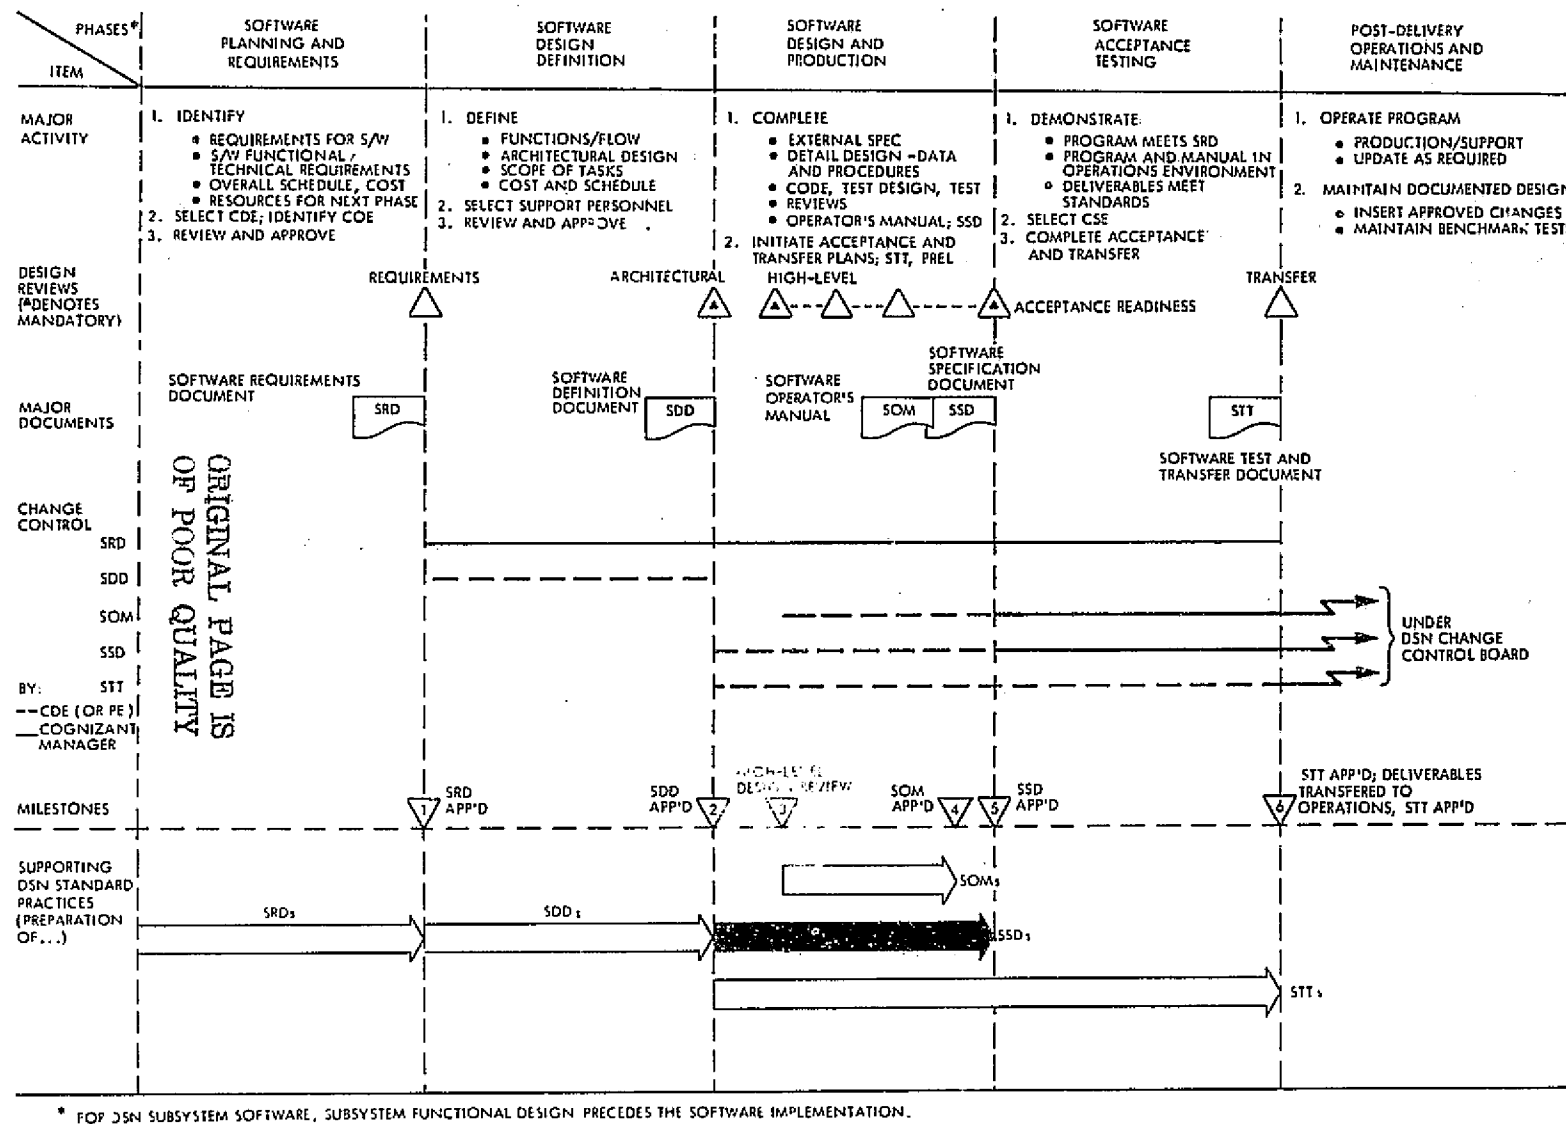 PHASES*
ITEM
SOFTWARE
PLANNING AND
REQUIREMENTS
SOFTWARE
DESIGN
DEFINITION
SOFTWARE
DESIGN AND
PRODUCTION
SOFTWARE
ACCEPTANCE
TESTING
POST-DELIVERY
OPERATIONS AND
MAINTENANCE
MAJOR
ACTIVITY
1. IDENTIFY
• REQUIREMENTS FOR S/W
• S/W FUNCTIONAL /
TECHNICAL REQUIREMENTS
• OVERALL SCHEDULE, COST
• RESOURCES FOR NEXT PHASE
2. SELECT CDE; IDENTIFY COE
3. REVIEW AND APPROVE
1. DEFINE
• FUNCTIONS/FLOW
• ARCHITECTURAL DESIGN
• SCOPE OF TASKS
• COST AND SCHEDULE
2. SELECT SUPPORT PERSONNEL
3. REVIEW AND APPROVE
1. COMPLETE
• EXTERNAL SPEC
• DETAIL DESIGN -DATA
AND PROCEDURES
• CODE, TEST DESIGN, TEST
• REVIEWS
• OPERATOR'S MANUAL; SSD
2. INITIATE ACCEPTANCE AND
TRANSFER PLANS; STT, PREL
1. DEMONSTRATE
• PROGRAM MEETS SRD
• PROGRAM AND MANUAL IN
OPERATIONS ENVIRONMENT
• DELIVERABLES MEET
STANDARDS
2. SELECT CSE
3. COMPLETE ACCEPTANCE
AND TRANSFER
1. OPERATE PROGRAM
• PRODUCTION/SUPPORT
• UPDATE AS REQUIRED
2. MAINTAIN DOCUMENTED DESIGN
• INSERT APPROVED CHANGES
• MAINTAIN BENCHMARK TEST
DESIGN
REVIEWS
(*DENOTES
MANDATORY)
REQUIREMENTS
ARCHITECTURAL
HIGH-LEVEL
ACCEPTANCE READINESS
TRANSFER
MAJOR
DOCUMENTS
SOFTWARE REQUIREMENTS
DOCUMENT
SRD
SOFTWARE
DEFINITION
DOCUMENT
SDD
SOFTWARE
OPERATOR'S
MANUAL
SOM
SOFTWARE
SPECIFICATION
DOCUMENT
SSD
STT
SOFTWARE TEST AND
TRANSFER DOCUMENT
ORIGINAL PAGE IS
OF POOR QUALITY
CHANGE
CONTROL
SRD
SDD
SOM
SSD
BY: STT
--CDE (OR PE)
__COGNIZANT
MANAGER
UNDER
DSN CHANGE
CONTROL BOARD
MILESTONES
1
SRD
APP'D
SDD
APP'D
2
HIGH-LEVEL
DESIGN REVIEW
3
SOM
APP'D
4
5
SSD
APP'D
6
STT APP'D; DELIVERABLES
TRANSFERED TO
OPERATIONS, STT APP'D
SUPPORTING
DSN STANDARD
PRACTICES
(PREPARATION
OF...)
SRDs
SDDs
SOMs
SSDs
STTs
* FOR DSN SUBSYSTEM SOFTWARE, SUBSYSTEM FUNCTIONAL DESIGN PRECEDES THE SOFTWARE IMPLEMENTATION.